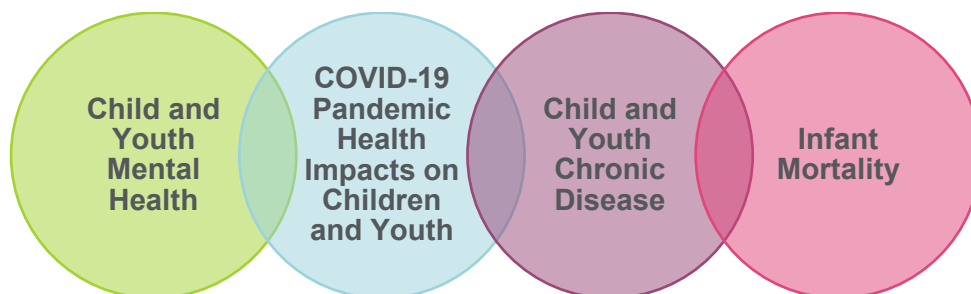 Child and
Youth
Mental
Health
COVID-19
Pandemic
Health
Impacts on
Children
and Youth
Child and
Youth
Chronic
Disease
Infant
Mortality